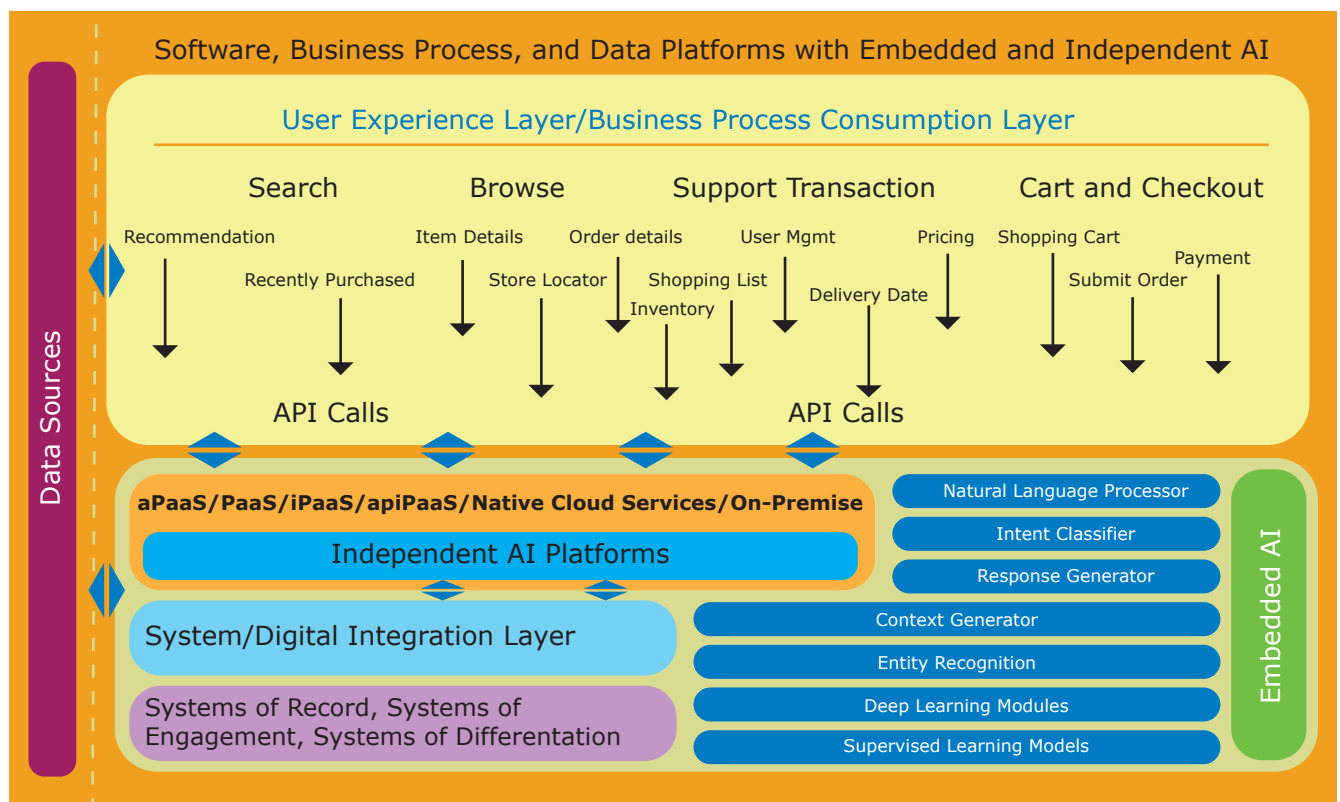 Software, Business Process, and Data Platforms with Embedded and Independent AI
Data Sources
User Experience Layer/Business Process Consumption Layer
Search
Browse
Support Transaction
Cart and Checkout
Recommendation
Item Details
Order details
User Mgmt
Pricing
Shopping Cart
Payment
Recently Purchased
Store Locator
Shopping List
Submit Order
Delivery Date
Inventory
API Calls
API Calls
aPaaS/PaaS/iPaaS/apiPaaS/Native Cloud Services/On-Premise
Independent AI Platforms
System/Digital Integration Layer
Systems of Record, Systems of
Engagement, Systems of Differentation
Natural Language Processor
Intent Classifier
Response Generator
Context Generator
Entity Recognition
Deep Learning Modules
Supervised Learning Models
Embedded AI